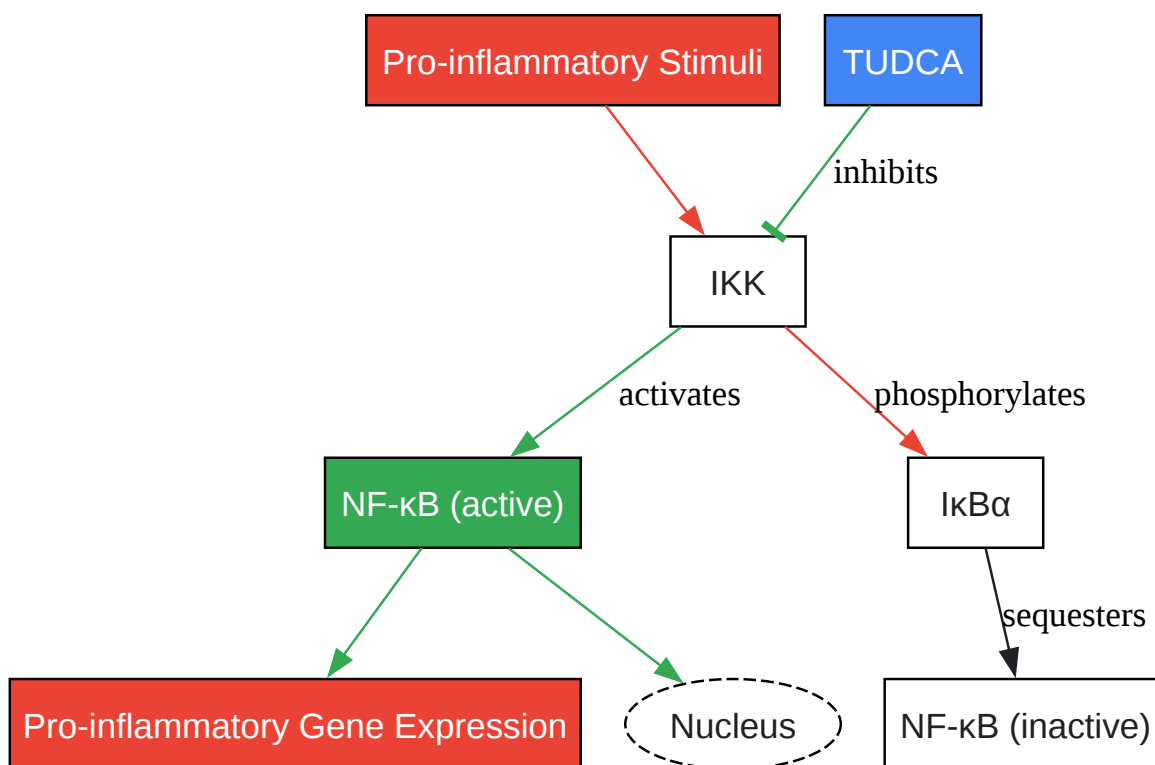 Pro-inflammatory Stimuli
TUDCA
inhibits
IKK
activates
phosphorylates
NF-κB (active)
IκBα
sequesters
Pro-inflammatory Gene Expression
Nucleus
NF-κB (inactive)